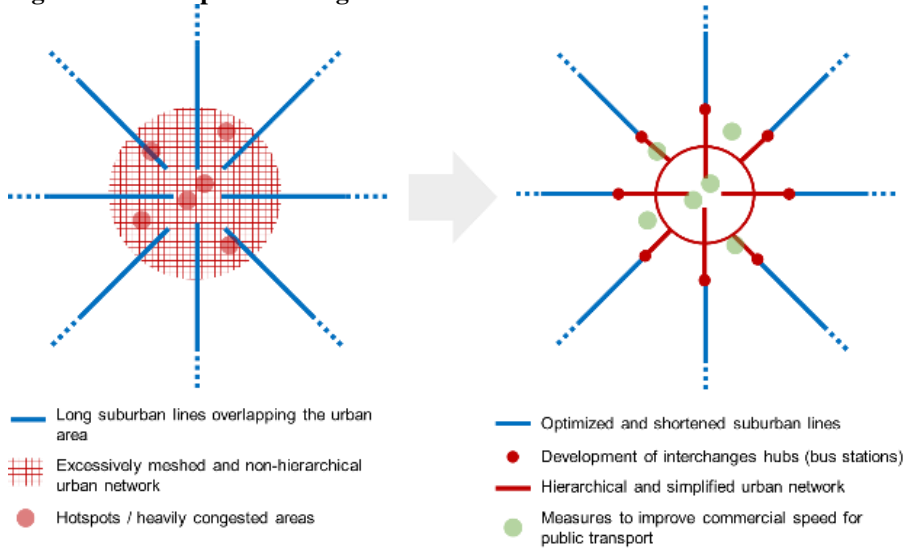 Long suburban lines overlapping the urban
area
Excessively meshed and non-hierarchical
urban network
Hotspots / heavily congested areas
Optimized and shortened suburban lines
Development of interchanges hubs (bus stations)
Hierarchical and simplified urban network
Measures to improve commercial speed for
public transport